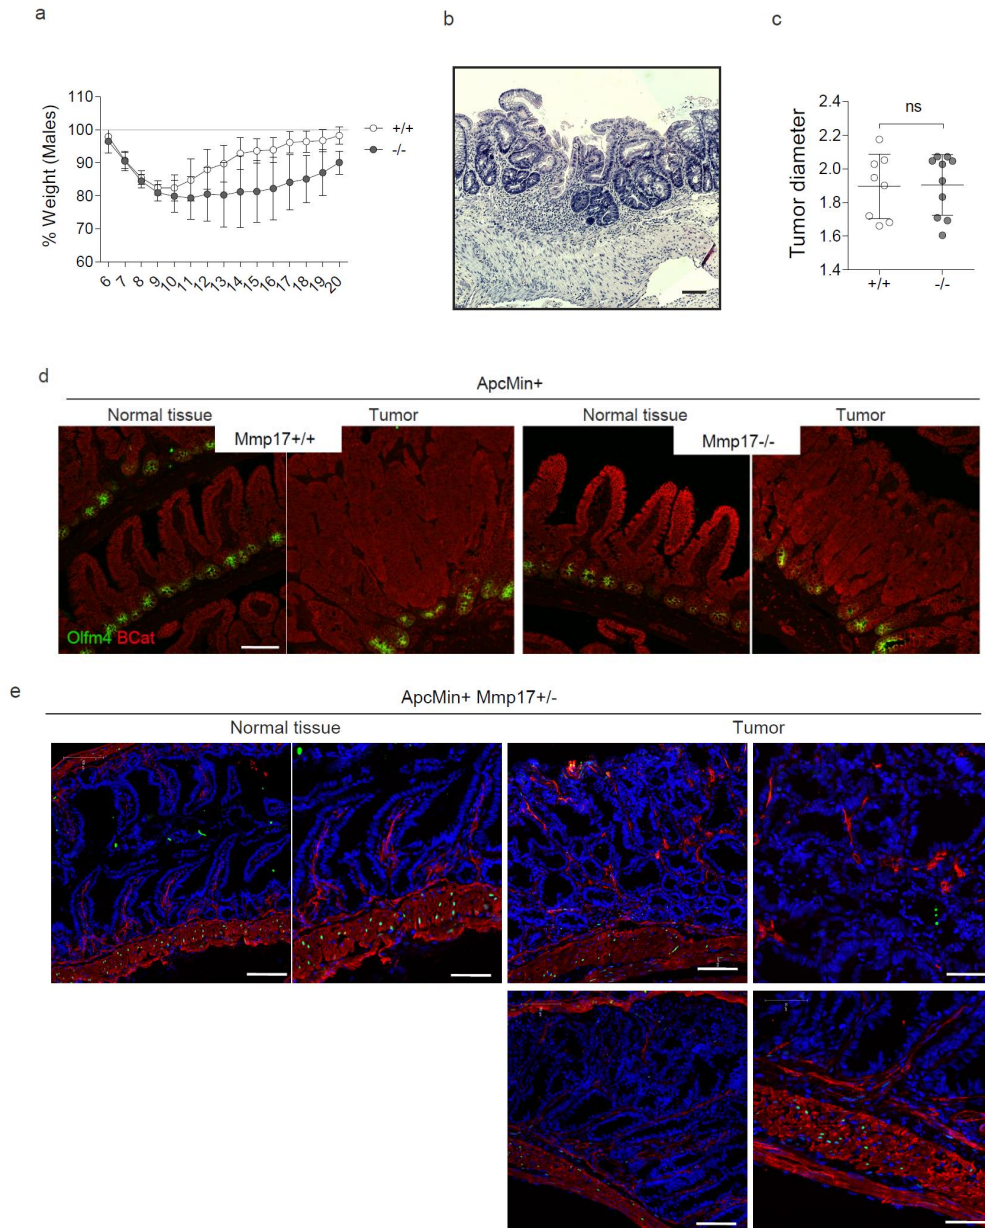 a
% Weight (Males)
110
100
90
80
70
60
6
7
8
9
10
11
12
13
14
15
16
17
18
19
20
+/+
-/-
b
c
Tumor diameter
2.4
2.2
2.0
1.8
1.6
1.4
ns
+/+
-/-
d
ApcMin+
Normal tissue
Tumor
Normal tissue
Tumor
Mmp17+/+
Mmp17-/-
Olfm4 BCat
e
ApcMin+ Mmp17+/-
Normal tissue
Tumor